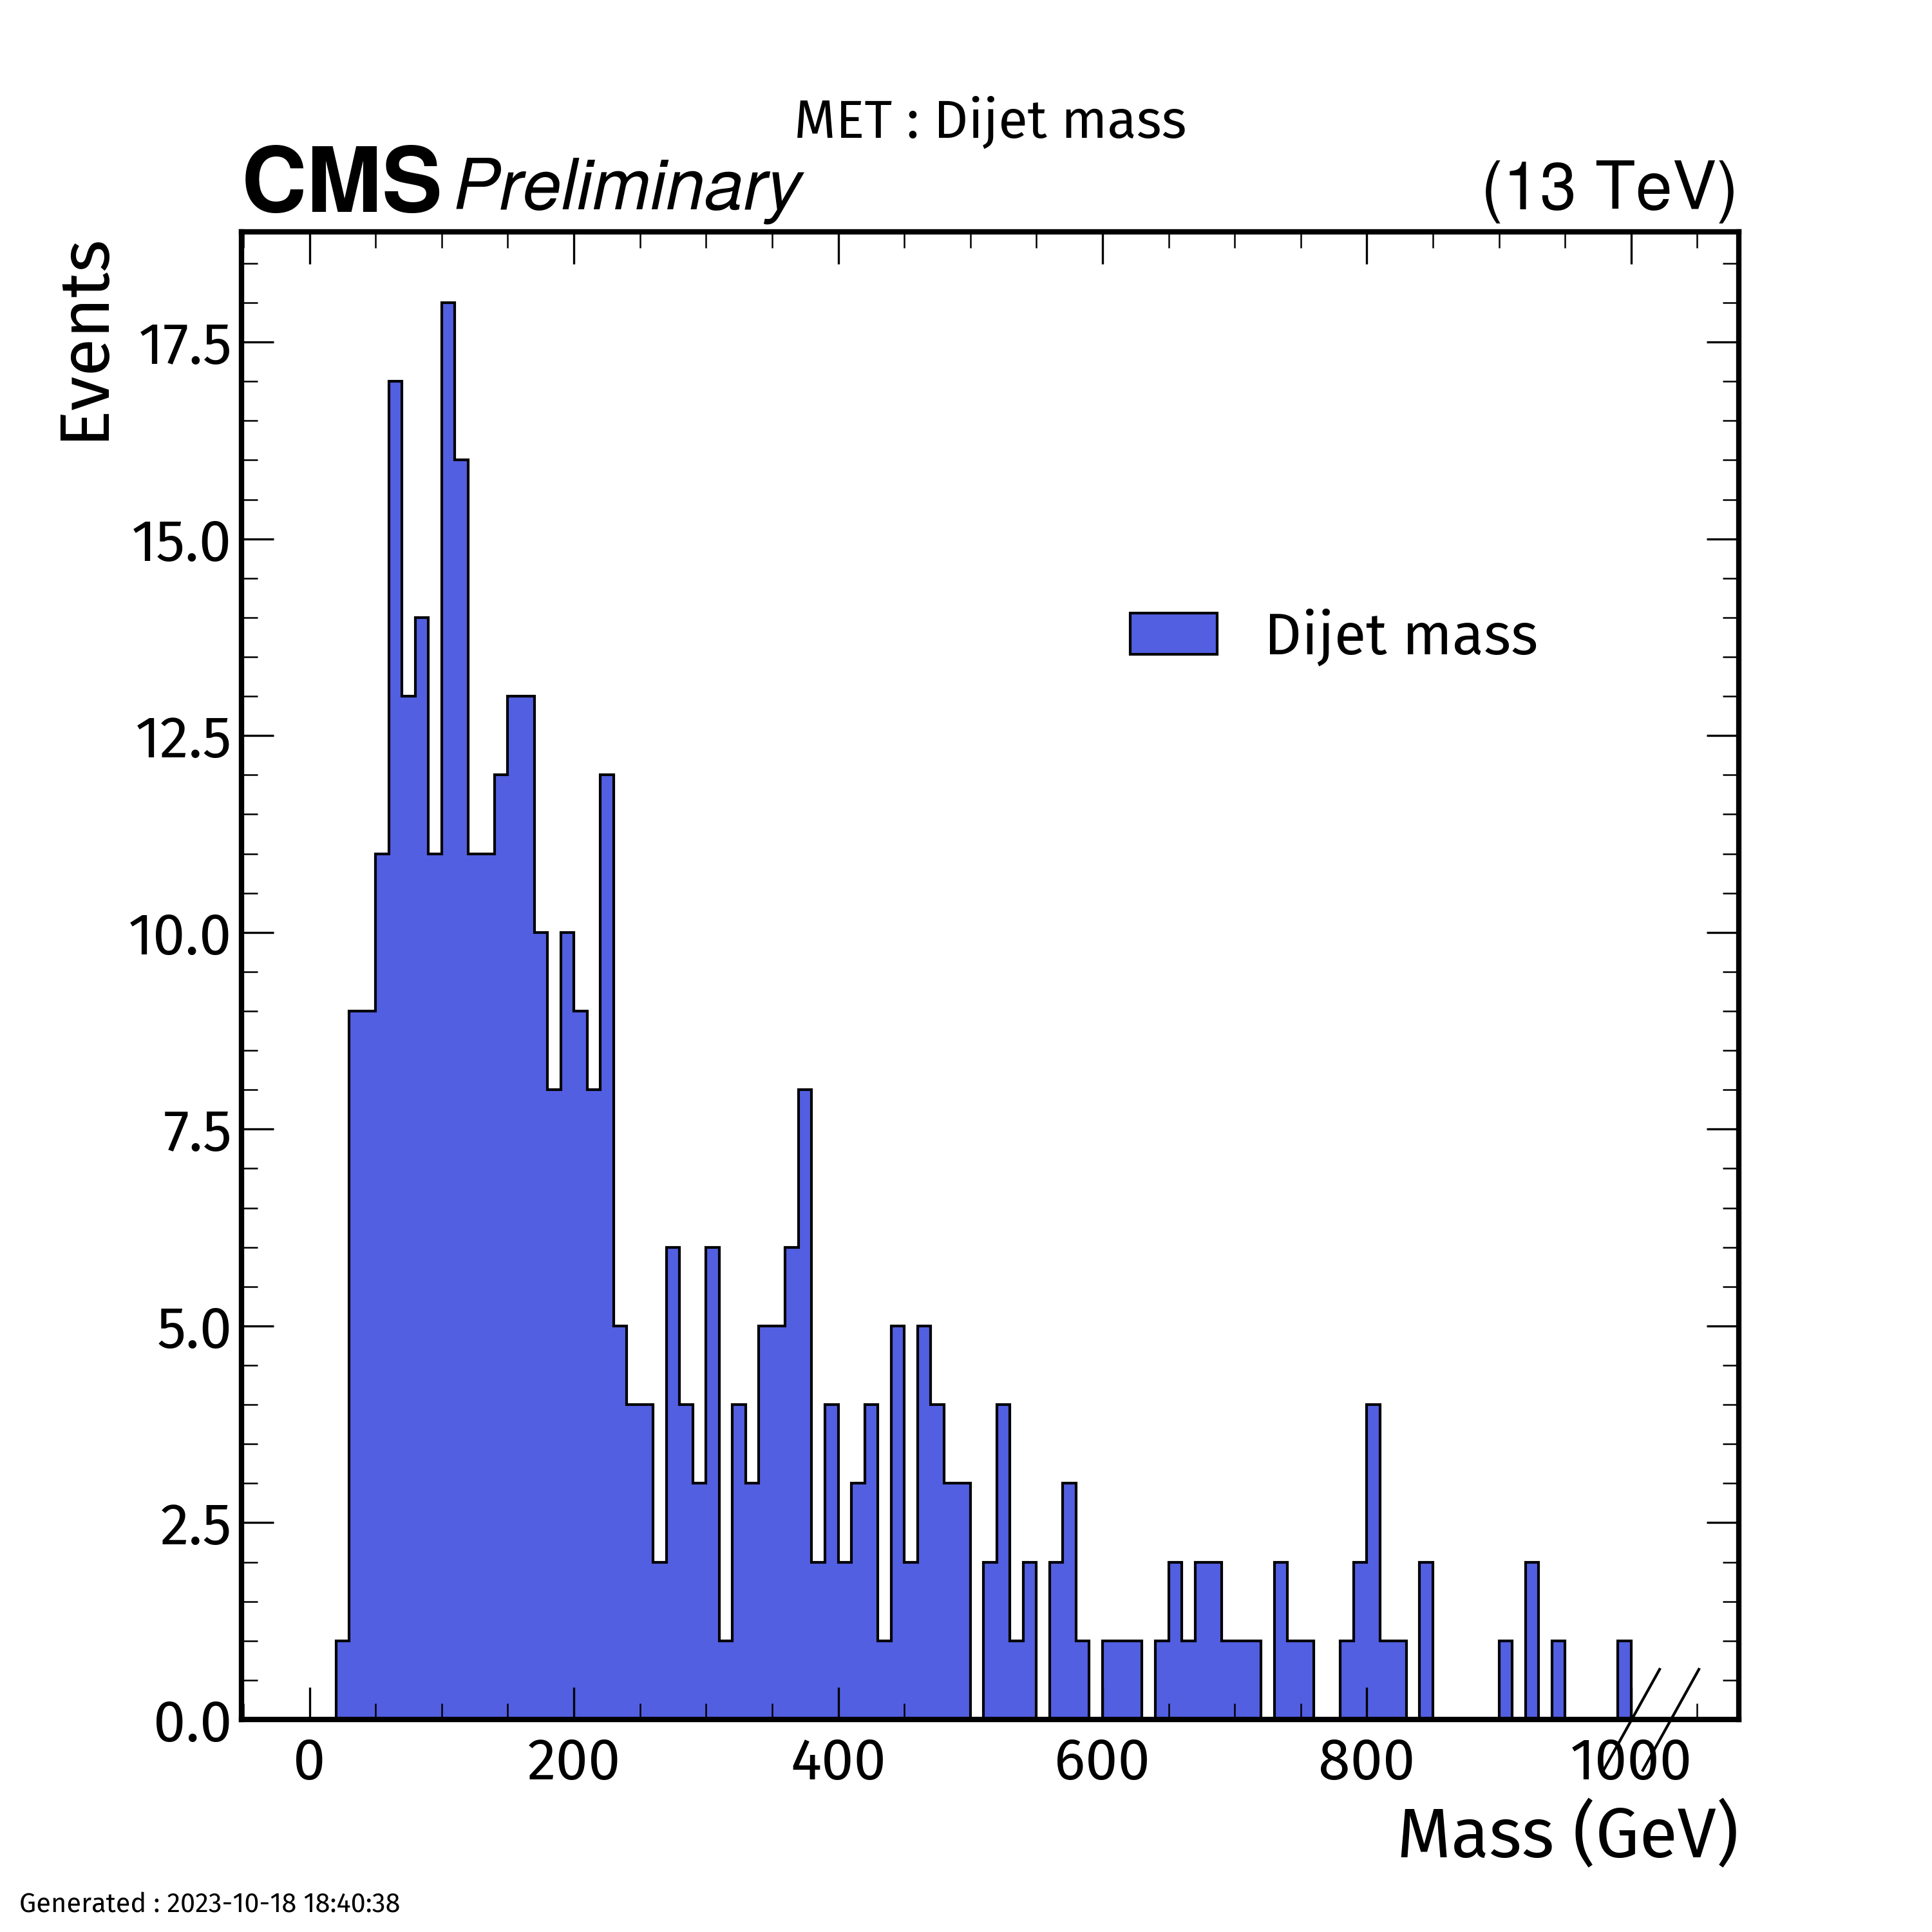 MET : Dijet mass
CMS Preliminary
(13 TeV)
Events
17.5
15.0
12.5
10.0
7.5
5.0
2.5
0.0
Dijet mass
0 200 400 600 800 1000
Mass (GeV)
Generated : 2023-10-18 18:40:38